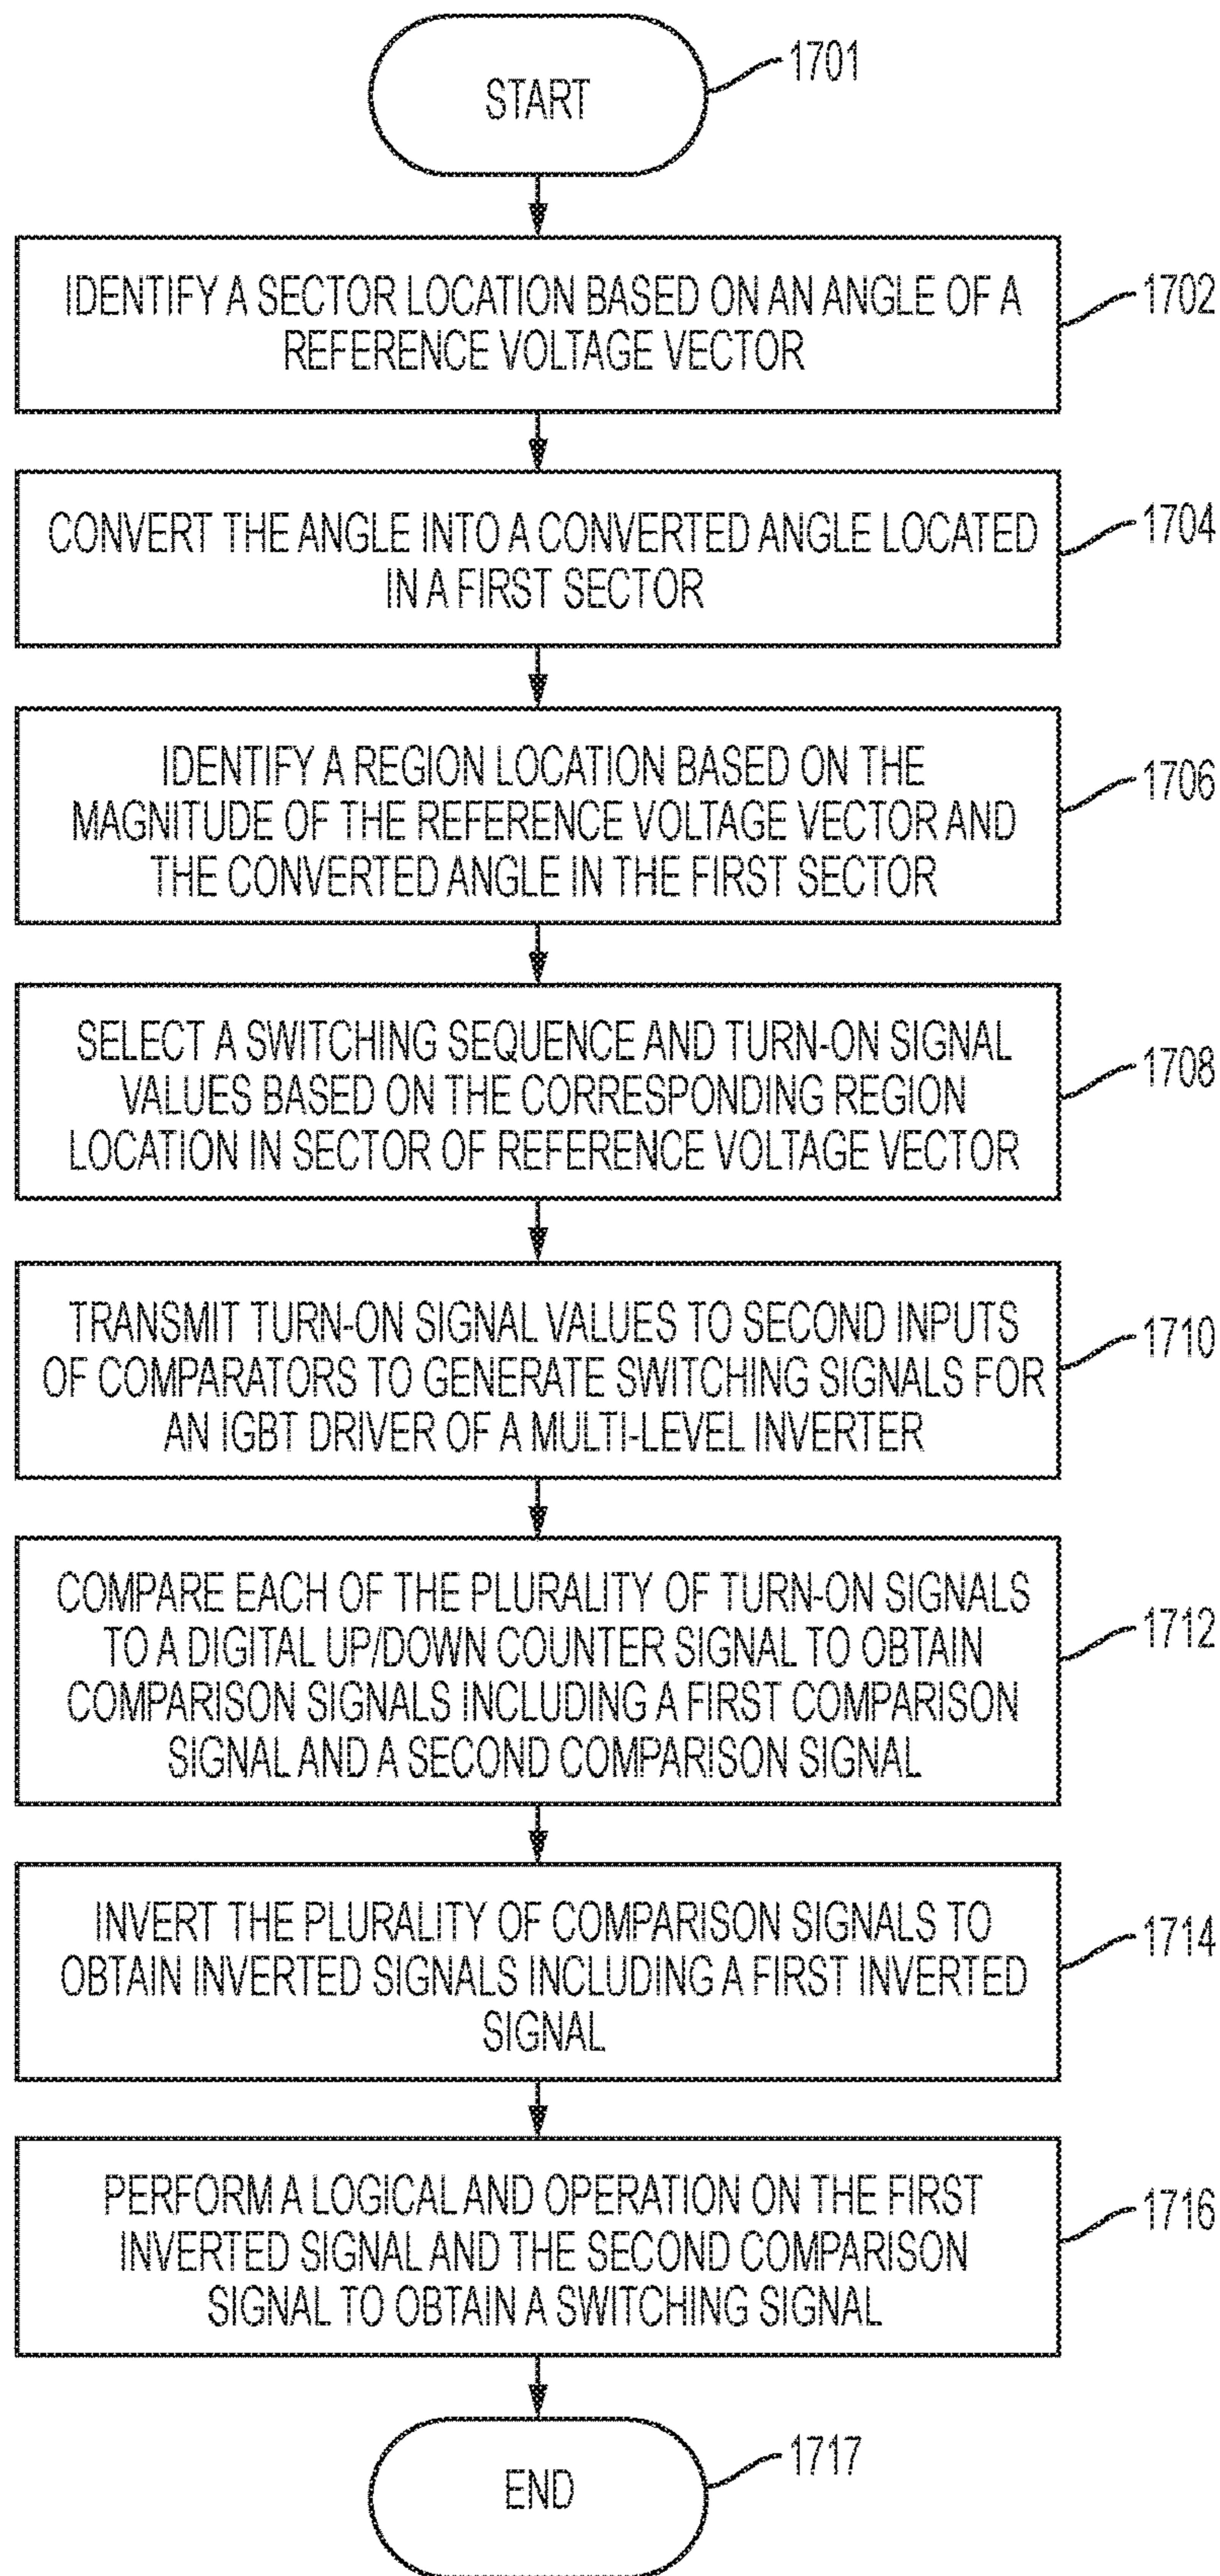 START
1701
IDENTIFY A SECTOR LOCATION BASED ON AN ANGLE OF A
REFERENCE VOLTAGE VECTOR
1702
CONVERT THE ANGLE INTO A CONVERTED ANGLE LOCATED
IN A FIRST SECTOR
1704
IDENTIFY A REGION LOCATION BASED ON THE
MAGNITUDE OF THE REFERENCE VOLTAGE VECTOR AND
THE CONVERTED ANGLE IN THE FIRST SECTOR
1706
SELECT A SWITCHING SEQUENCE AND TURN-ON SIGNAL
VALUES BASED ON THE CORRESPONDING REGION
LOCATION IN SECTOR OF REFERENCE VOLTAGE VECTOR
1708
TRANSMIT TURN-ON SIGNAL VALUES TO SECOND INPUTS
OF COMPARATORS TO GENERATE SWITCHING SIGNALS FOR
AN IGBT DRIVER OF A MULTI-LEVEL INVERTER
1710
COMPARE EACH OF THE PLURALITY OF TURN-ON SIGNALS
TO A DIGITAL UP/DOWN COUNTER SIGNAL TO OBTAIN
COMPARISON SIGNALS INCLUDING A FIRST COMPARISON
SIGNAL AND A SECOND COMPARISON SIGNAL
1712
INVERT THE PLURALITY OF COMPARISON SIGNALS TO
OBTAIN INVERTED SIGNALS INCLUDING A FIRST INVERTED
SIGNAL
1714
PERFORM A LOGICAL AND OPERATION ON THE FIRST
INVERTED SIGNAL AND THE SECOND COMPARISON
SIGNAL TO OBTAIN A SWITCHING SIGNAL
1716
END
1717